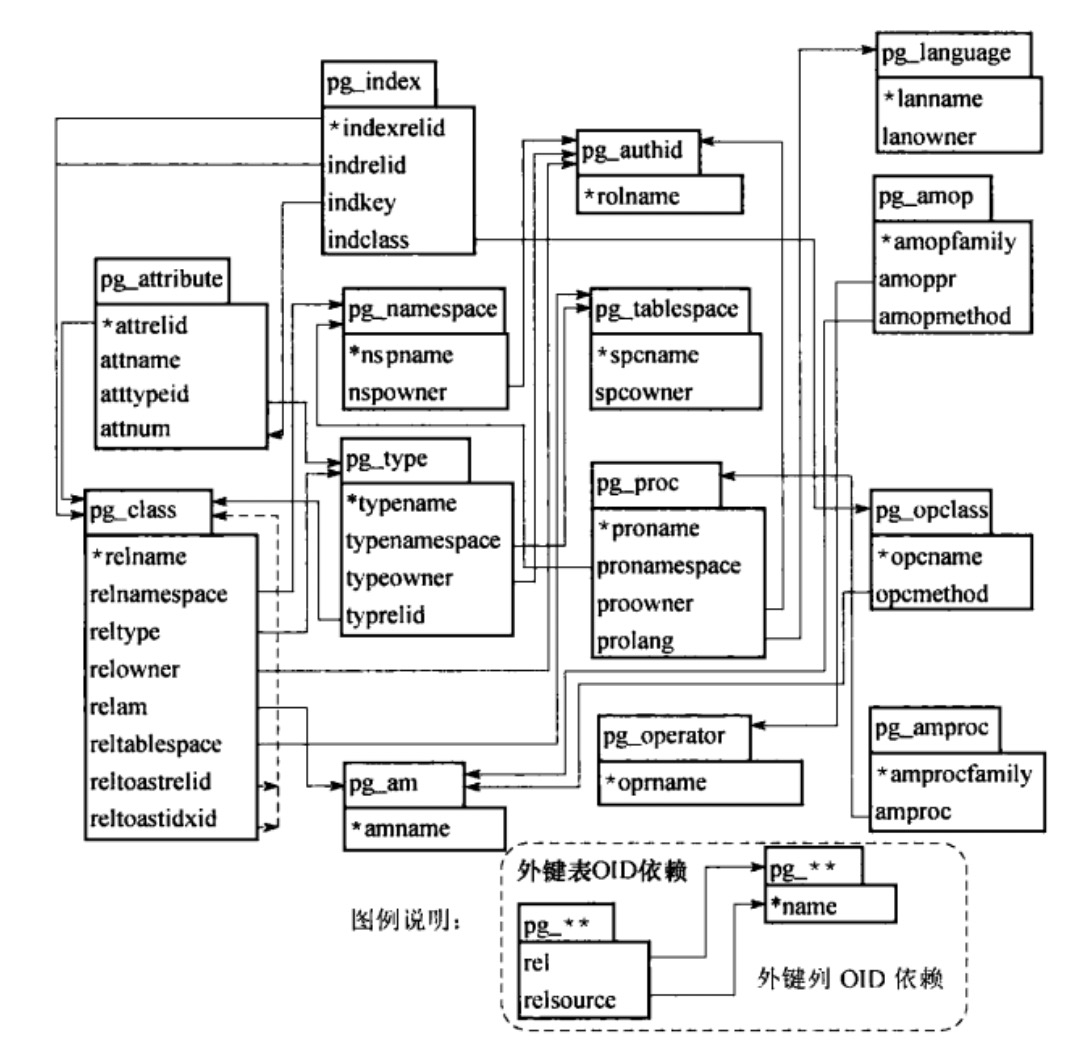 pg_index
*indexrelid
indrelid
indkey
indclass
pg_authid
*rolname
pg_language
*lanname
lanowner
pg_amop
*amopfamily
amoppr
amopmethod
pg_attribute
*attrelid
attname
atttypeid
attnum
pg_namespace
*nspname
nspowner
pg_tablespace
*spcname
spcowner
pg_type
*typename
typenamespace
typeowner
typrelid
pg_proc
*proname
pronamespace
proowner
prolang
pg_opclass
*opcname
opcmethod
pg_class
*relname
relnamespace
reltype
relowner
relam
reltablespace
reltoastrelid
reltoastidxid
pg_am
*amname
pg_operator
*oprname
pg_amproc
*amprocfamily
amproc
图例说明：
外键表OID依赖
pg_**
rel
relsource
pg_**
*name
外键列 OID 依赖